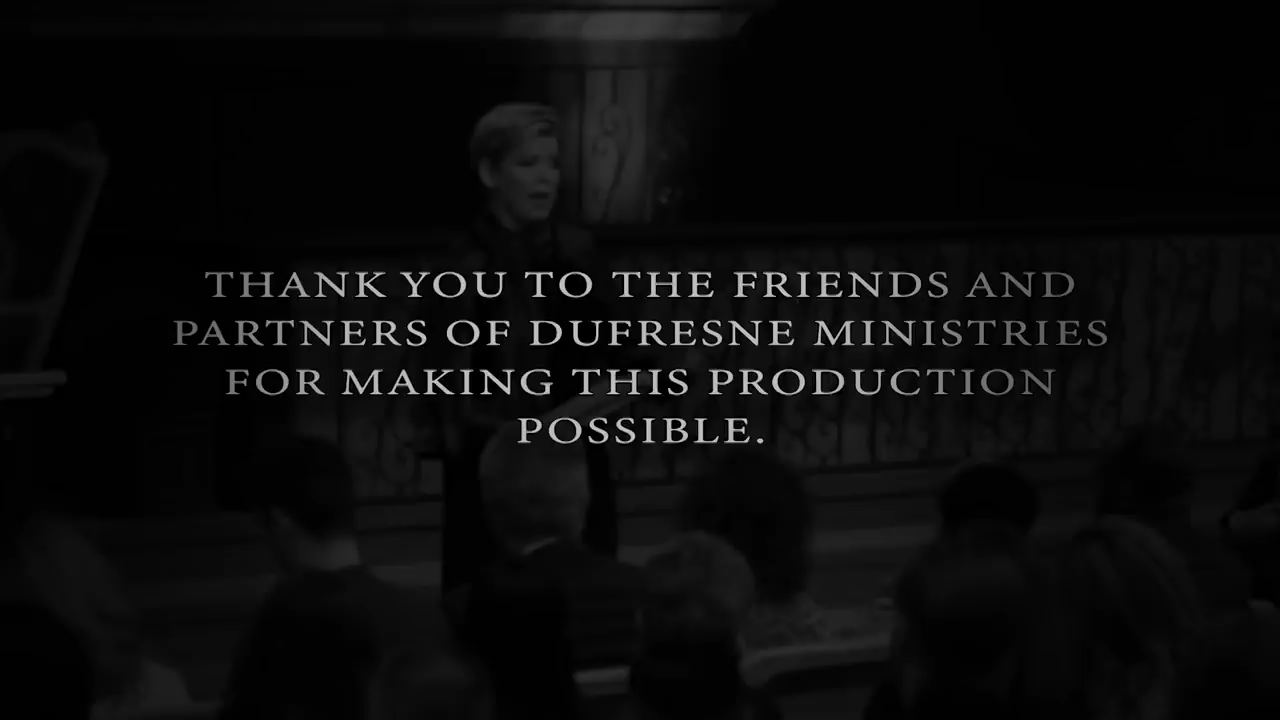 THANK YOU TO THE FRIENDS AND
PARTNERS OF DUFRESNE MINISTRIES
FOR MAKING THIS PRODUCTION
POSSIBLE.